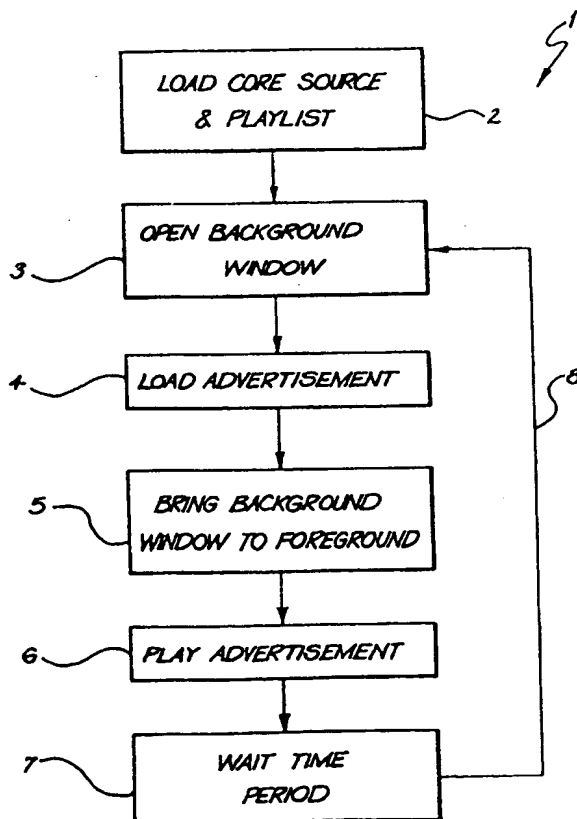 1
LOAD CORE SOURCE
& PLAYLIST
2
OPEN BACKGROUND
WINDOW
3
4
LOAD ADVERTISEMENT
8
5
BRING BACKGROUND
WINDOW TO FOREGROUND
6
PLAY ADVERTISEMENT
7
WAIT TIME
PERIOD